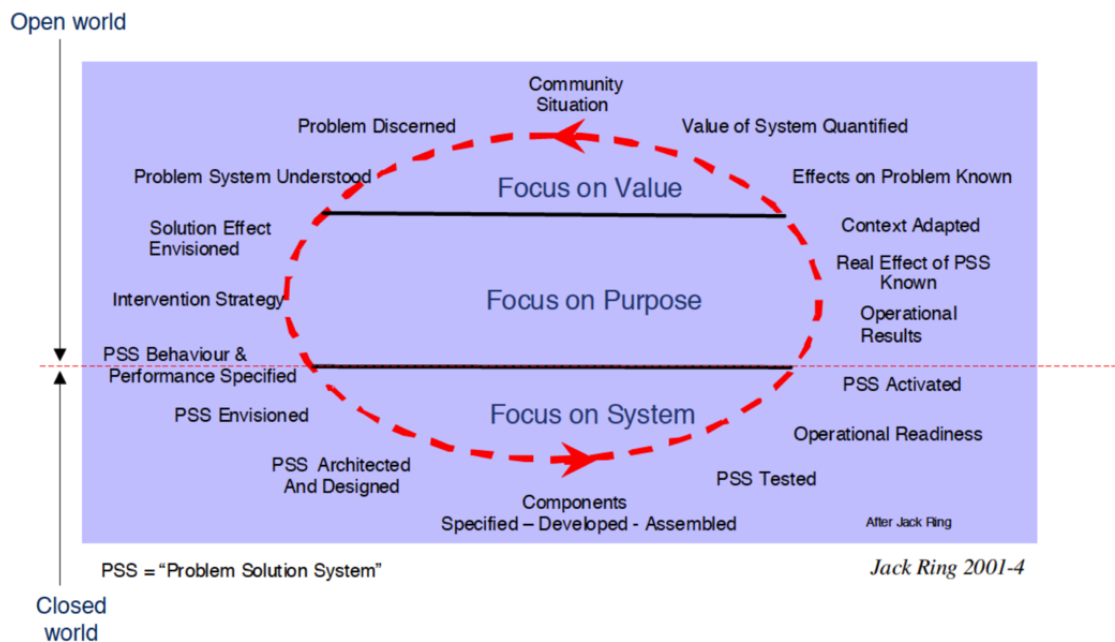 Open world
Community
Situation
Problem Discerned
Value of System Quantified
Problem System Understood
Focus on Value
Effects on Problem Known
Solution Effect
Envisioned
Context Adapted
Real Effect of PSS
Known
Intervention Strategy
Focus on Purpose
Operational
Results
PSS Behaviour &
Performance Specified
PSS Activated
PSS Envisioned
Focus on System
Operational Readiness
PSS Architected
And Designed
PSS Tested
Components
Specified – Developed - Assembled
After Jack Ring
PSS = “Problem Solution System”
Jack Ring 2001-4
Closed
world